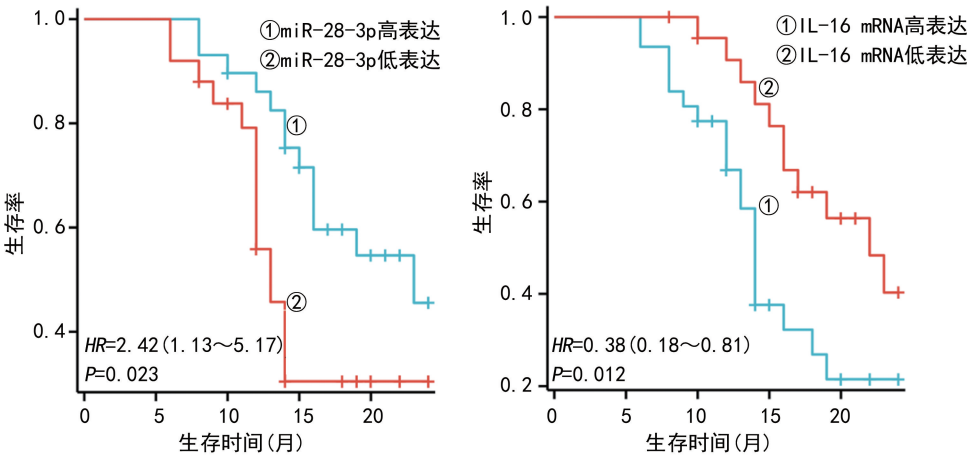 ①miR-28-3p高表达
②miR-28-3p低表达
1.0
0.8
0.6
0.4
生存率
①
②
HR=2.42(1.13～5.17)
P=0.023
0 5 10 15 20
生存时间(月)
①IL-16 mRNA高表达
②IL-16 mRNA低表达
1.0
0.8
0.6
0.4
0.2
生存率
②
①
HR=0.38(0.18～0.81)
P=0.012
0 5 10 15 20
生存时间(月)